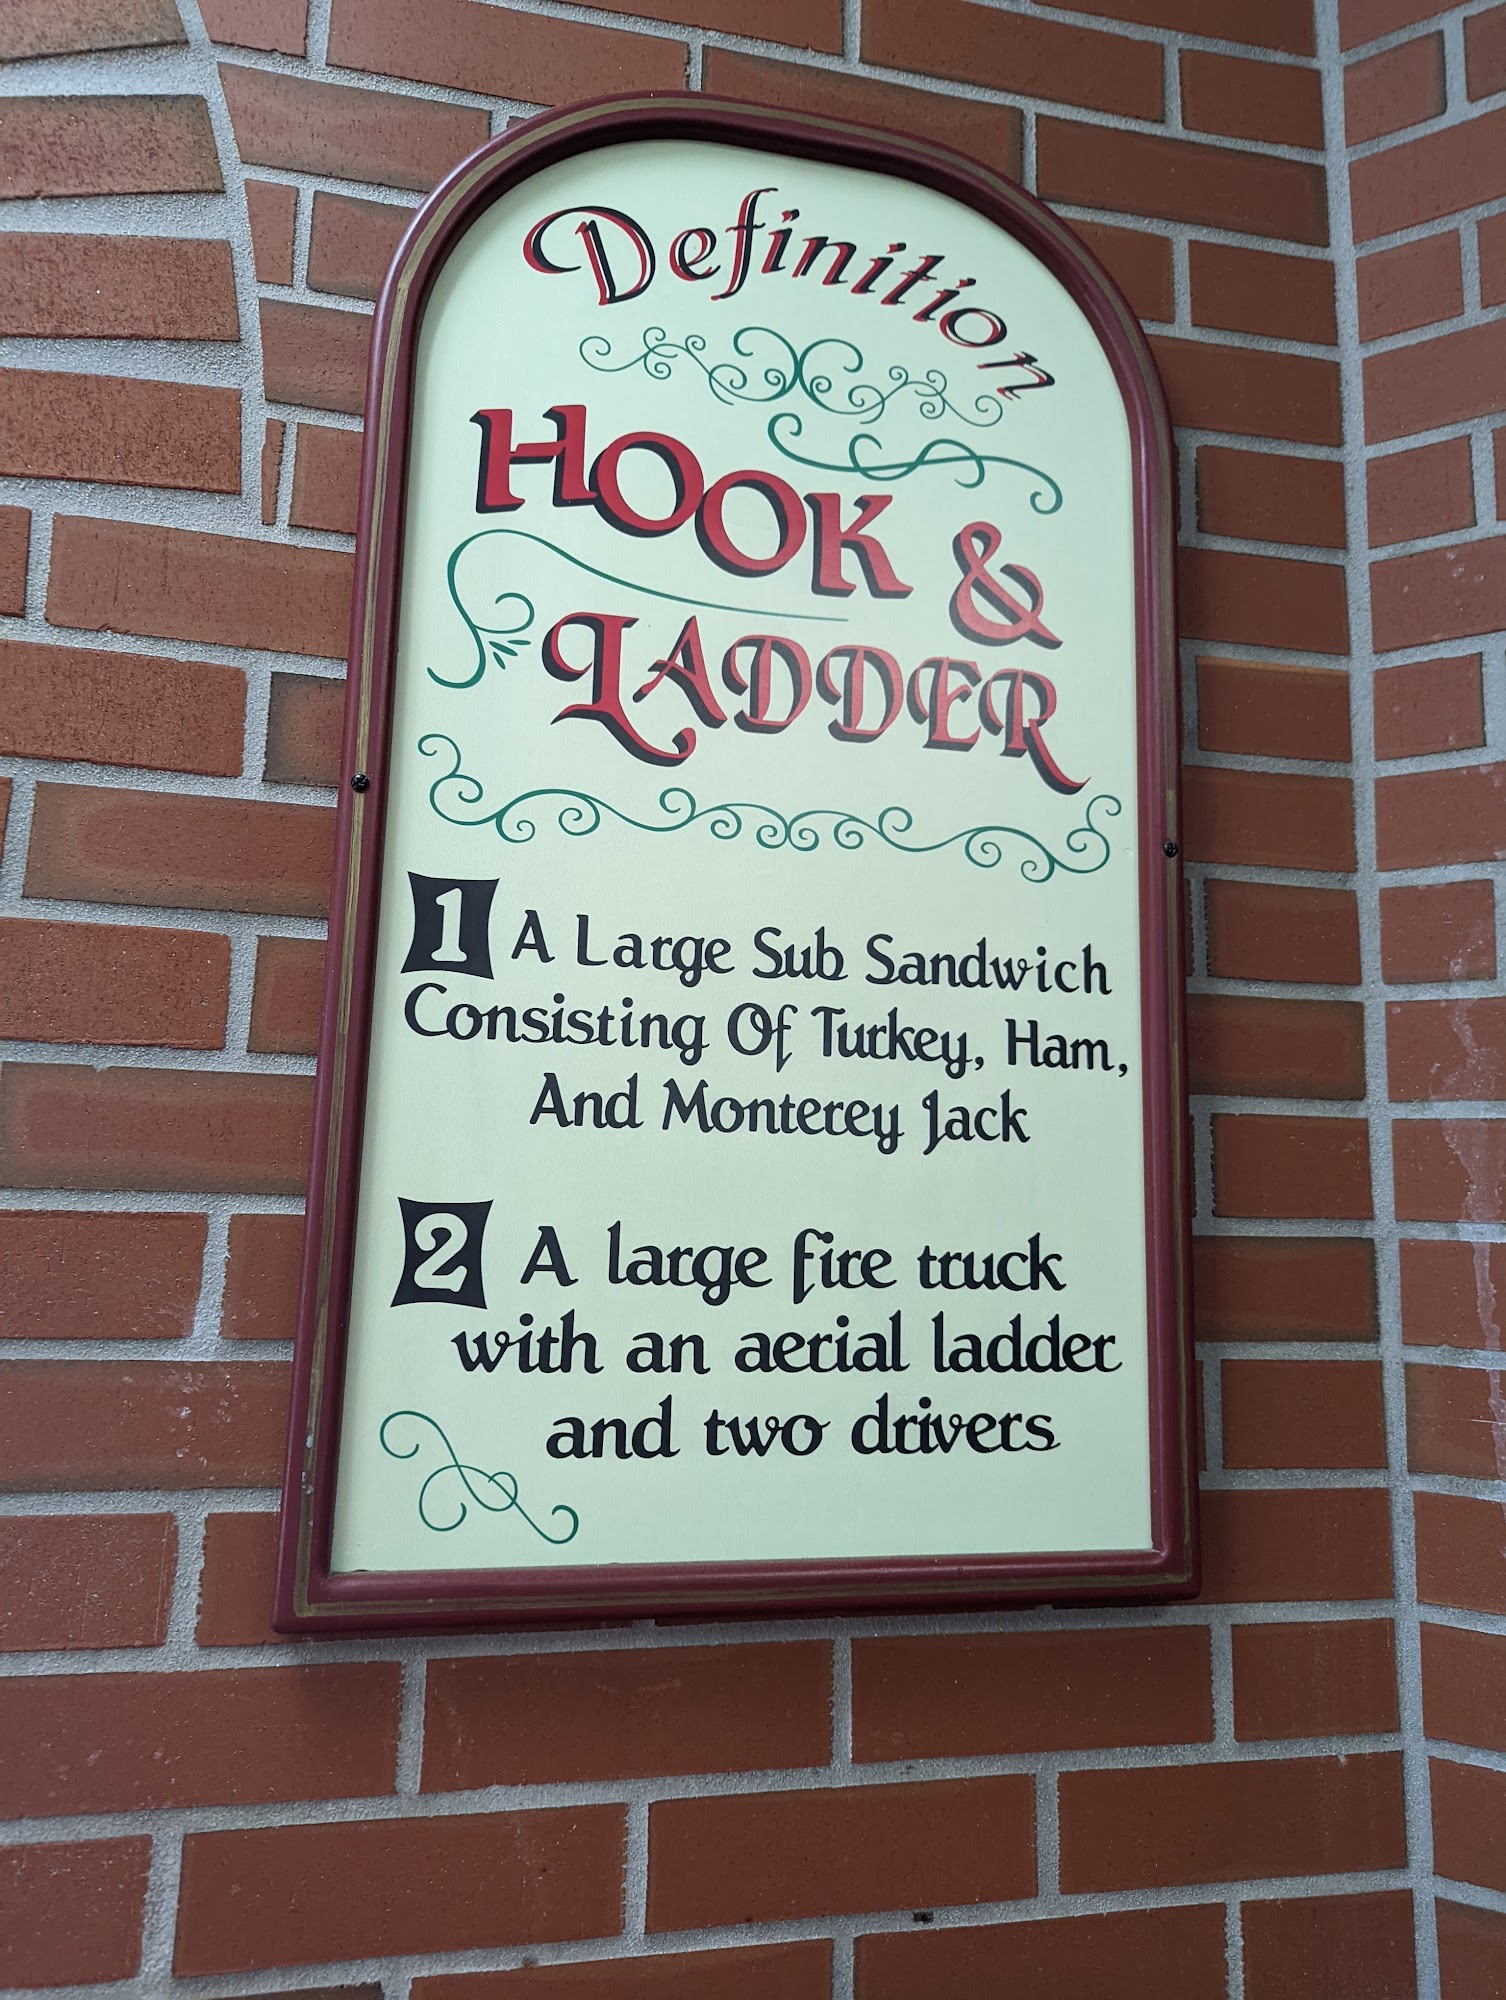 Definition
HOOK &
LADDER
1 A Large Sub Sandwich
Consisting Of Turkey, Ham,
And Monterey Jack
2 A large fire truck
with an aerial ladder
and two drivers